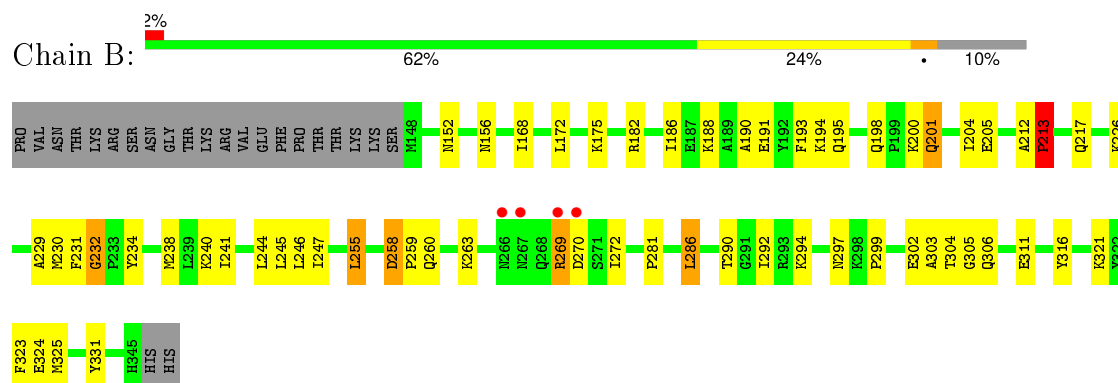 2%
Chain B:
62% 24% • 10%
PRO VAL ASN THR LYS ARG SER ASN GLY THR LYS ARG VAL GLU PHE PRO THR THR LYS LYS SER M148 N152 N156 I168 L172 K175 R182 I186 E187 K188 A189 A190 E191 Y192 F193 K194 Q195 Q198 P199 K200 Q201 I204 E205 A212 P213 Q217 K226
A229 M230 F231 G232 P233 Y234 M238 L239 K240 I241 L244 L245 L246 I247 L255 D258 P259 Q260 K263 N266 N267 Q268 R269 D270 S271 I272 P281 L286 T290 G291 I292 R293 K294 N297 K298 P299 E302 A303 T304 G305 Q306 E311 Y316 K321
F323 E324 M325 Y331 H345 HIS HIS